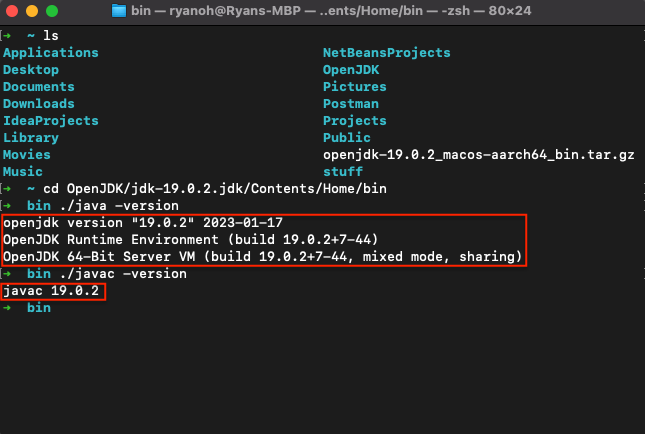 bin — ryanoh@Ryans-MBP — ..ents/Home/bin — -zsh — 80×24
[➜ ~ ls
Applications NetBeansProjects
Desktop OpenJDK
Documents Pictures
Downloads Postman
IdeaProjects Projects
Library Public
Movies openjdk-19.0.2_macos-aarch64_bin.tar.gz
Music stuff
[➜ ~ cd OpenJDK/jdk-19.0.2.jdk/Contents/Home/bin
[➜ bin ./java -version
openjdk version "19.0.2" 2023-01-17
OpenJDK Runtime Environment (build 19.0.2+7-44)
OpenJDK 64-Bit Server VM (build 19.0.2+7-44, mixed mode, sharing)
[➜ bin ./javac -version
javac 19.0.2
➜ bin